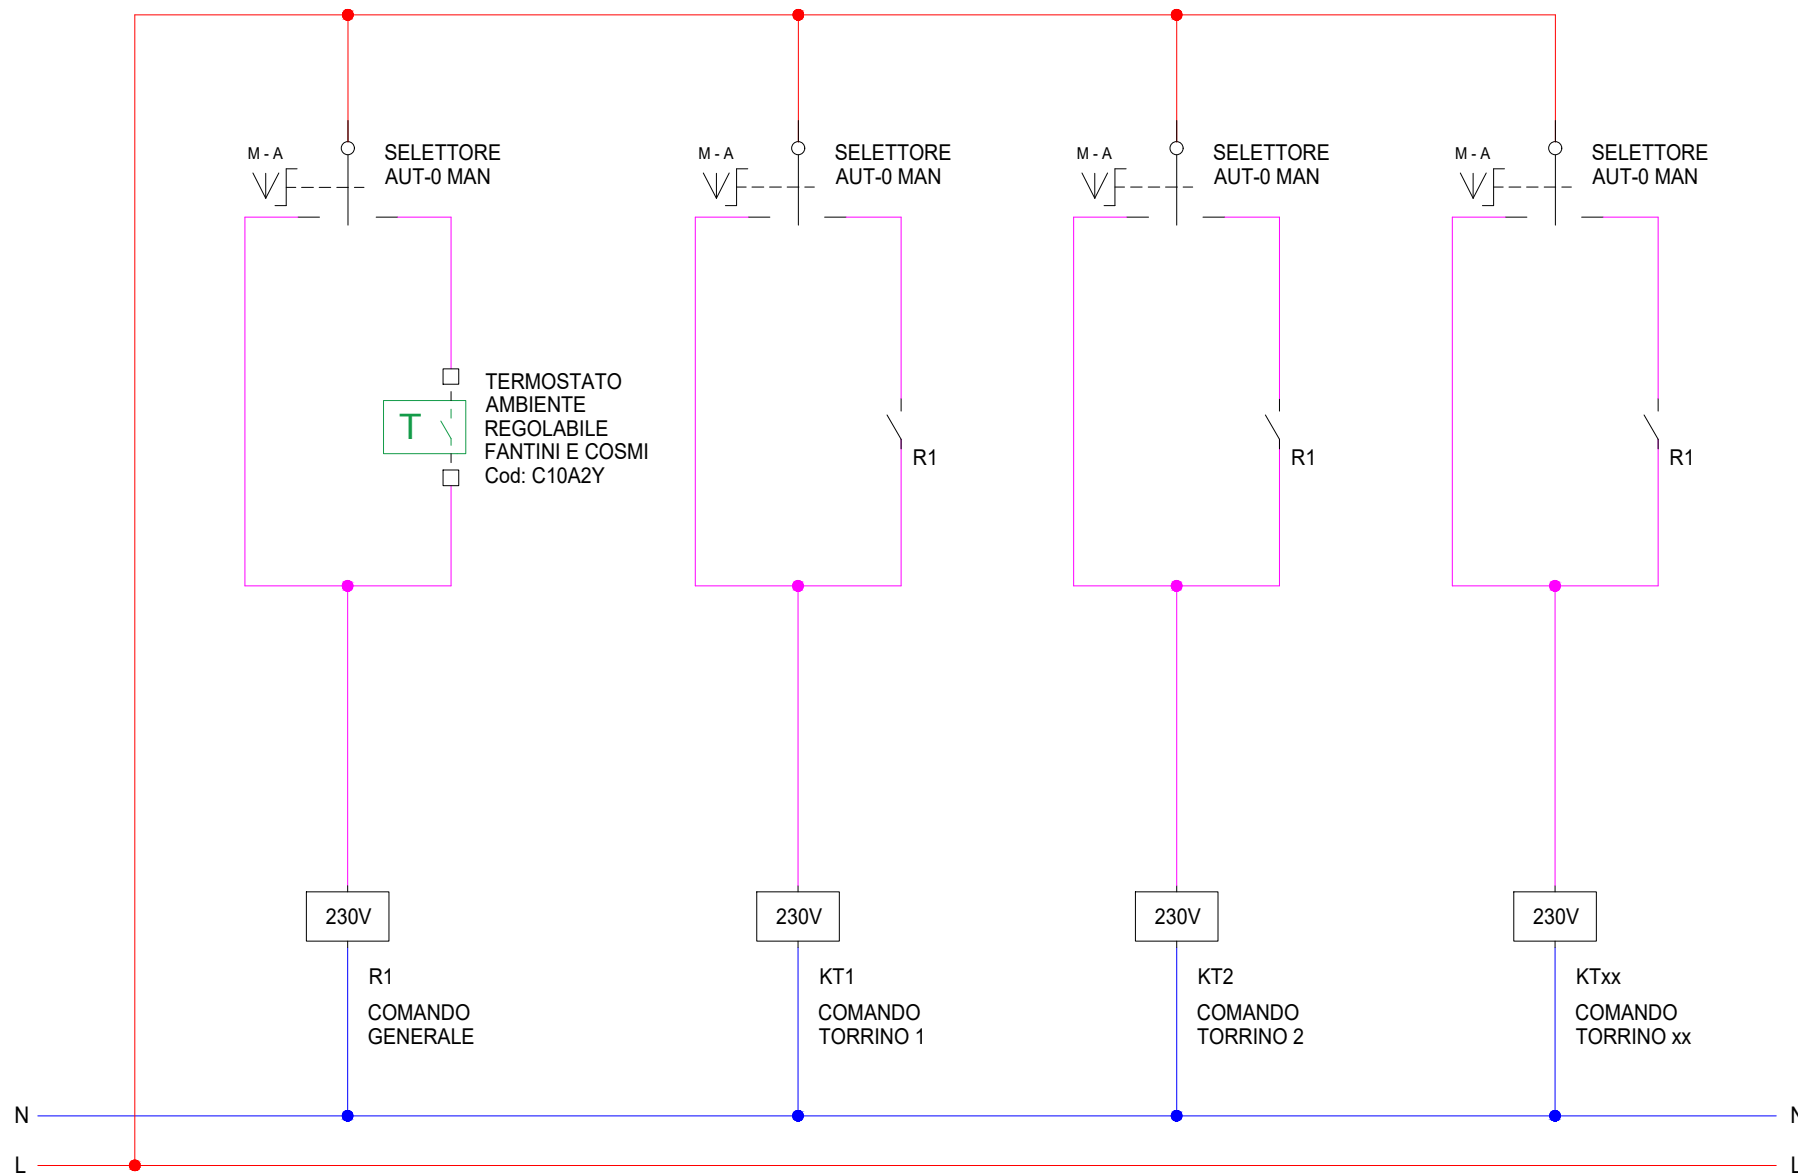 M - A
SELETTORE
AUT-0 MAN
M - A
SELETTORE
AUT-0 MAN
M - A
SELETTORE
AUT-0 MAN
M - A
SELETTORE
AUT-0 MAN
T
TERMOSTATO
AMBIENTE
REGOLABILE
FANTINI E COSMI
Cod: C10A2Y
R1
R1
R1
230V
230V
230V
230V
R1
COMANDO
GENERALE
KT1
COMANDO
TORRINO 1
KT2
COMANDO
TORRINO 2
KTxx
COMANDO
TORRINO xx
N
N
L
L